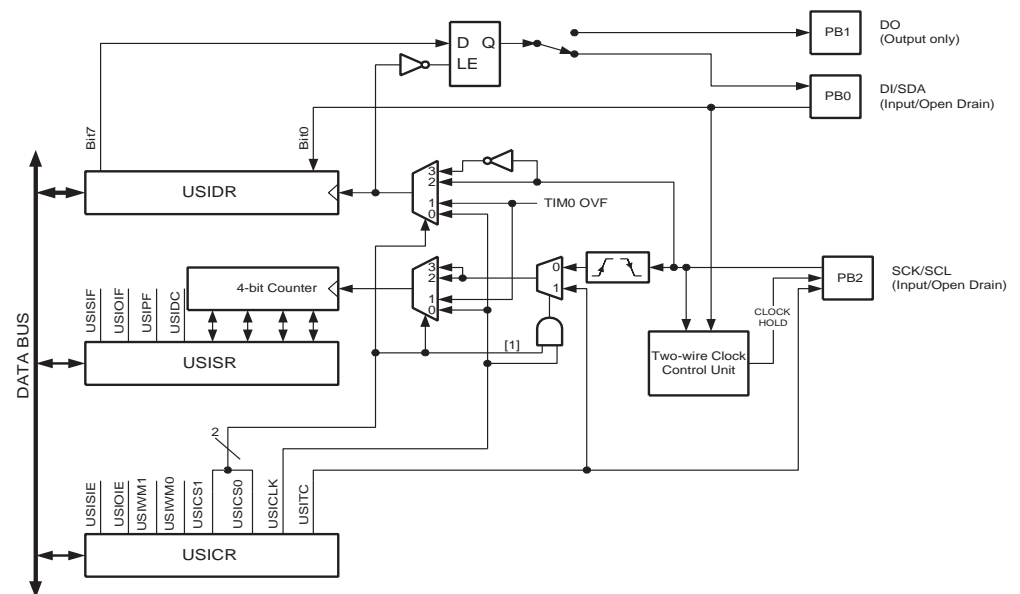 D Q
LE
PB1
DO
(Output only)
PB0
DI/SDA
(Input/Open Drain)
Bit7
Bit0
DATA BUS
USIDR
3
2
1
0
TIM0 OVF
4-bit Counter
3
2
1
0
0
1
PB2
SCK/SCL
(Input/Open Drain)
CLOCK
HOLD
USISIF
USIOIF
USIPF
USIDC
USISR
[1]
Two-wire Clock
Control Unit
2
USISIE
USIOIE
USIWM1
USIWM0
USICS1
USICS0
USICLK
USITC
USICR